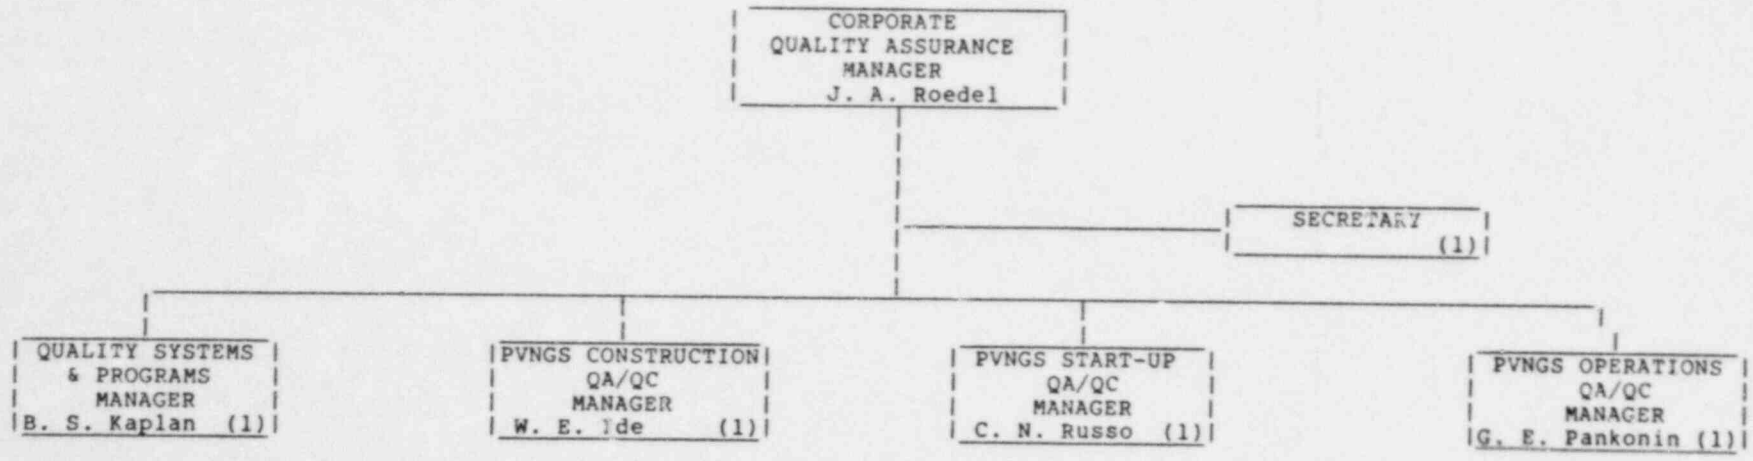 CORPORATE
QUALITY ASSURANCE
MANAGER
J. A. Roedel
SECRETARY
(1)
QUALITY SYSTEMS
& PROGRAMS
MANAGER
B. S. Kaplan (1)
PVNGS CONSTRUCTION
QA/QC
MANAGER
W. E. Ide (1)
PVNGS START-UP
QA/QC
MANAGER
C. N. Russo (1)
PVNGS OPERATIONS
QA/QC
MANAGER
G. E. Pankonin (1)